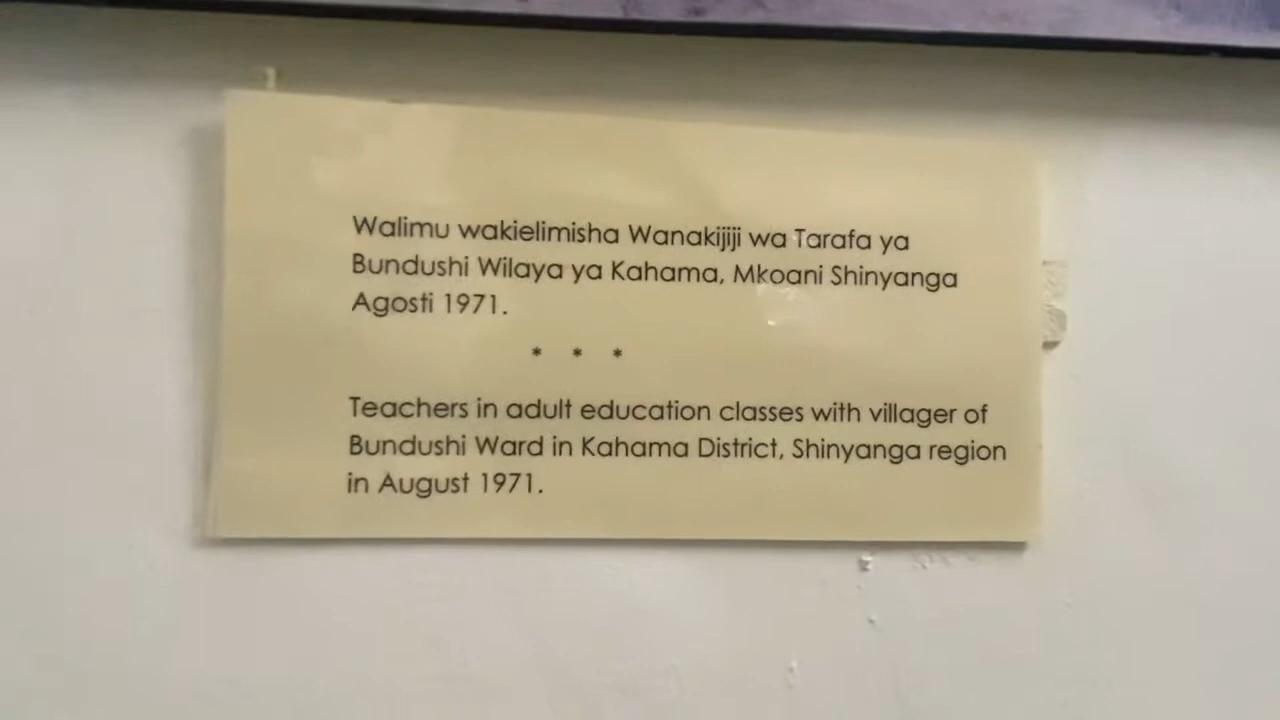 Walimu wakielimisha Wanakijiji wa Tarafa ya
Bundushi Wilaya ya Kahama, Mkoani Shinyanga
Agosti 1971.
* * *
Teachers in adult education classes with villager of
Bundushi Ward in Kahama District, Shinyanga region
in August 1971.